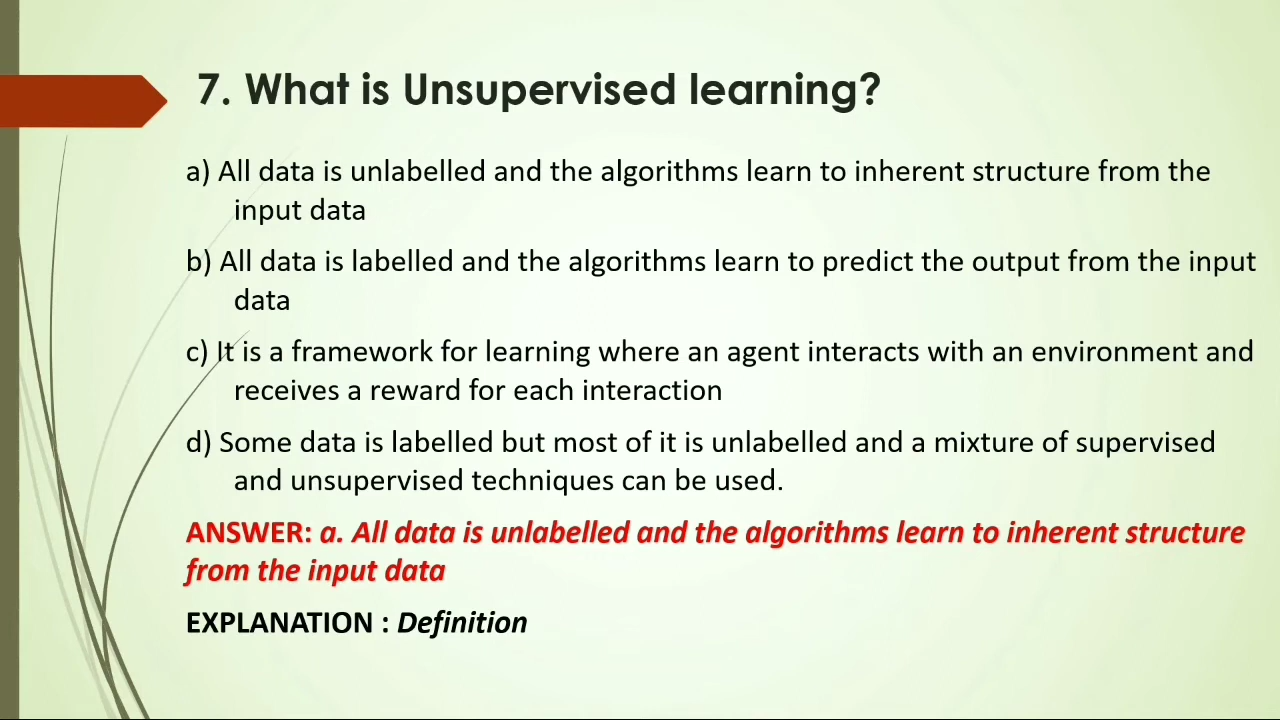 7. What is Unsupervised learning?
a) All data is unlabelled and the algorithms learn to inherent structure from the
input data
b) All data is labelled and the algorithms learn to predict the output from the input
data
c) It is a framework for learning where an agent interacts with an environment and
receives a reward for each interaction
d) Some data is labelled but most of it is unlabelled and a mixture of supervised
and unsupervised techniques can be used.
ANSWER: a. All data is unlabelled and the algorithms learn to inherent structure
from the input data
EXPLANATION : Definition